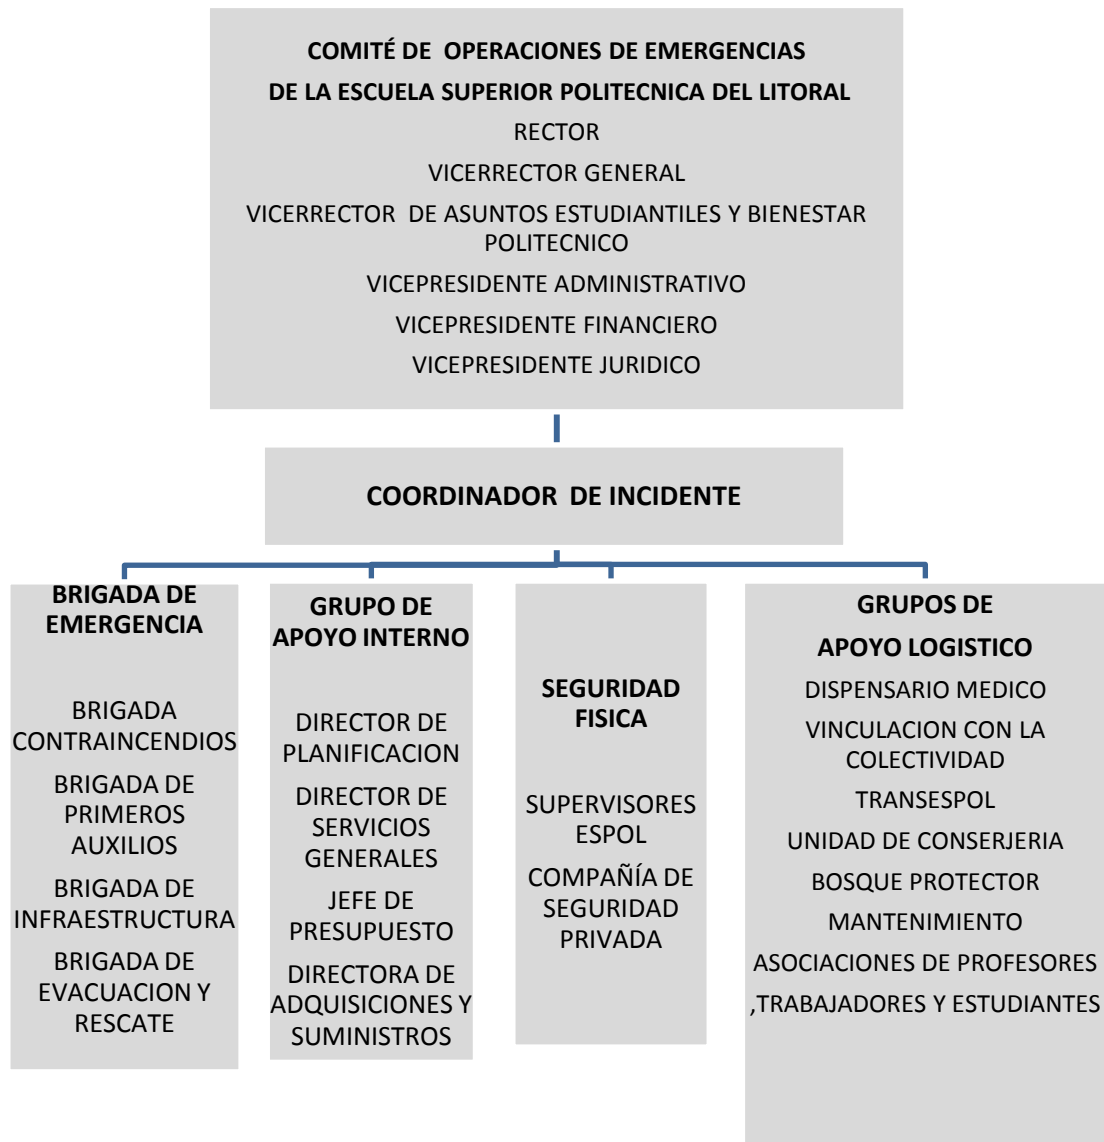 COMITÉ DE OPERACIONES DE EMERGENCIAS
DE LA ESCUELA SUPERIOR POLITECNICA DEL LITORAL
RECTOR
VICERRECTOR GENERAL
VICERRECTOR DE ASUNTOS ESTUDIANTILES Y BIENESTAR
POLITECNICO
VICEPRESIDENTE ADMINISTRATIVO
VICEPRESIDENTE FINANCIERO
VICEPRESIDENTE JURIDICO
COORDINADOR DE INCIDENTE
BRIGADA DE
EMERGENCIA
BRIGADA
CONTRAINCENDIOS
BRIGADA DE
PRIMEROS
AUXILIOS
BRIGADA DE
INFRAESTRUCTURA
BRIGADA DE
EVACUACION Y
RESCATE
GRUPO DE
APOYO INTERNO
DIRECTOR DE
PLANIFICACION
DIRECTOR DE
SERVICIOS
GENERALES
JEFE DE
PRESUPUESTO
DIRECTORA DE
ADQUISICIONES Y
SUMINISTROS
SEGURIDAD
FISICA
SUPERVISORES
ESPOL
COMPAÑÍA DE
SEGURIDAD
PRIVADA
GRUPOS DE
APOYO LOGISTICO
DISPENSARIO MEDICO
VINCULACION CON LA
COLECTIVIDAD
TRANSESPOL
UNIDAD DE CONSERJERIA
BOSQUE PROTECTOR
MANTENIMIENTO
ASOCIACIONES DE PROFESORES
,TRABAJADORES Y ESTUDIANTES